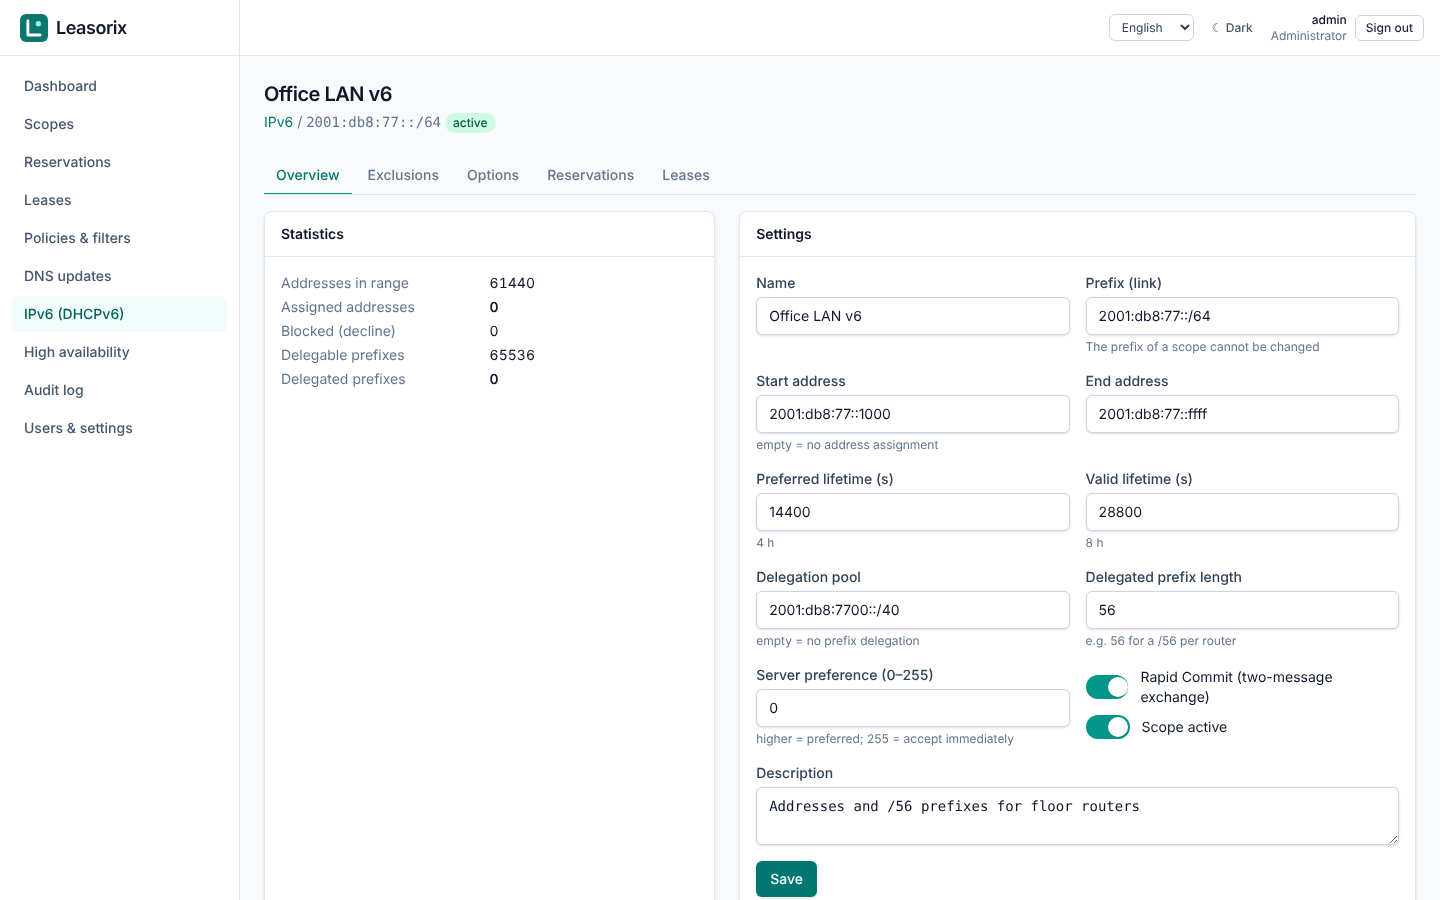 Leasorix
English
☾ Dark
admin
Administrator
Sign out
Dashboard
Scopes
Reservations
Leases
Policies & filters
DNS updates
IPv6 (DHCPv6)
High availability
Audit log
Users & settings
Office LAN v6
IPv6 / 2001:db8:77::/64 active
Overview
Exclusions
Options
Reservations
Leases
Statistics
Addresses in range 61440
Assigned addresses 0
Blocked (decline) 0
Delegable prefixes 65536
Delegated prefixes 0
Settings
Name
Office LAN v6
Prefix (link)
2001:db8:77::/64
The prefix of a scope cannot be changed
Start address
2001:db8:77::1000
empty = no address assignment
End address
2001:db8:77::ffff
Preferred lifetime (s)
14400
4 h
Valid lifetime (s)
28800
8 h
Delegation pool
2001:db8:7700::/40
empty = no prefix delegation
Delegated prefix length
56
e.g. 56 for a /56 per router
Server preference (0–255)
0
higher = preferred; 255 = accept immediately
Rapid Commit (two-message
exchange)
Scope active
Description
Addresses and /56 prefixes for floor routers
Save